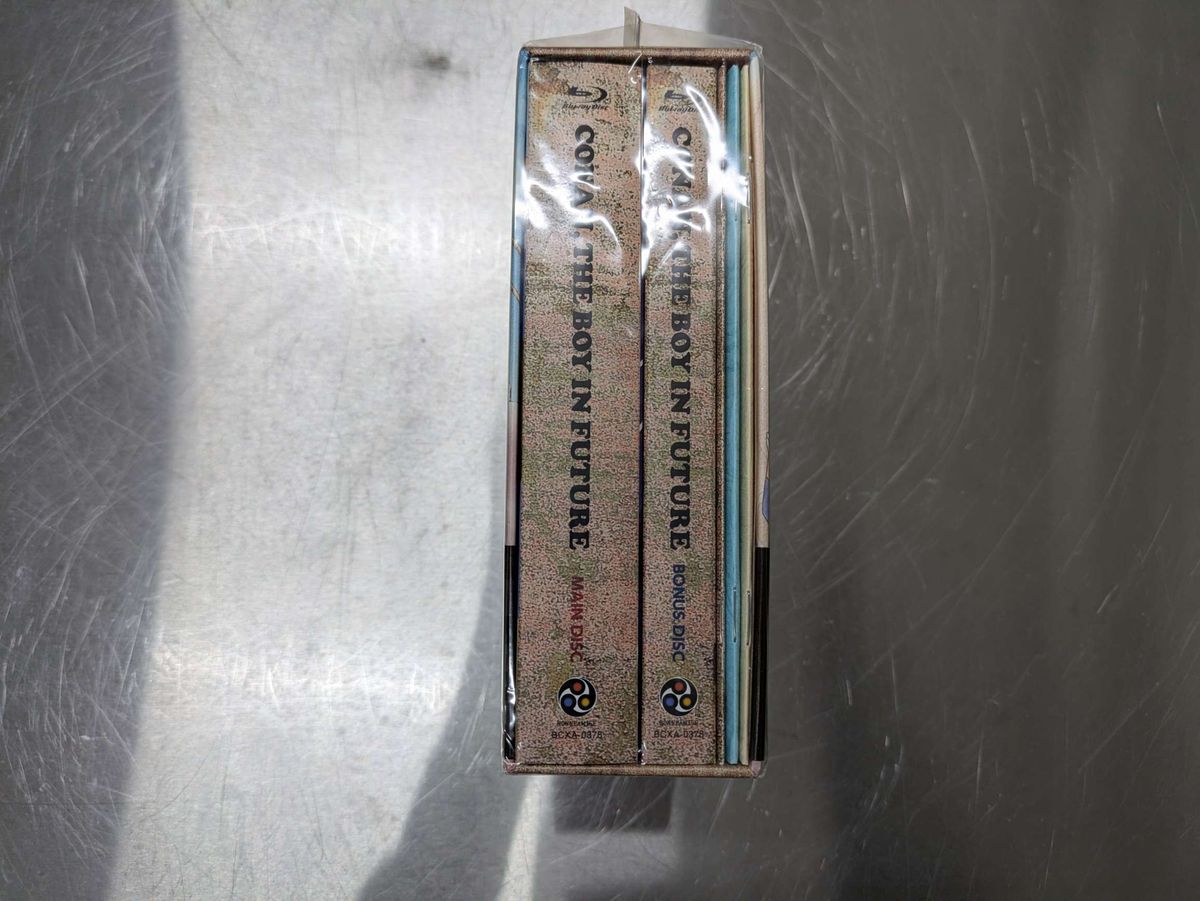 Blu-ray Disc
CONAN, THE BOY IN FUTURE
MAIN DISC
BCXA-0378
Blu-ray Disc
CONAN, THE BOY IN FUTURE
BONUS DISC
BCXA-0378